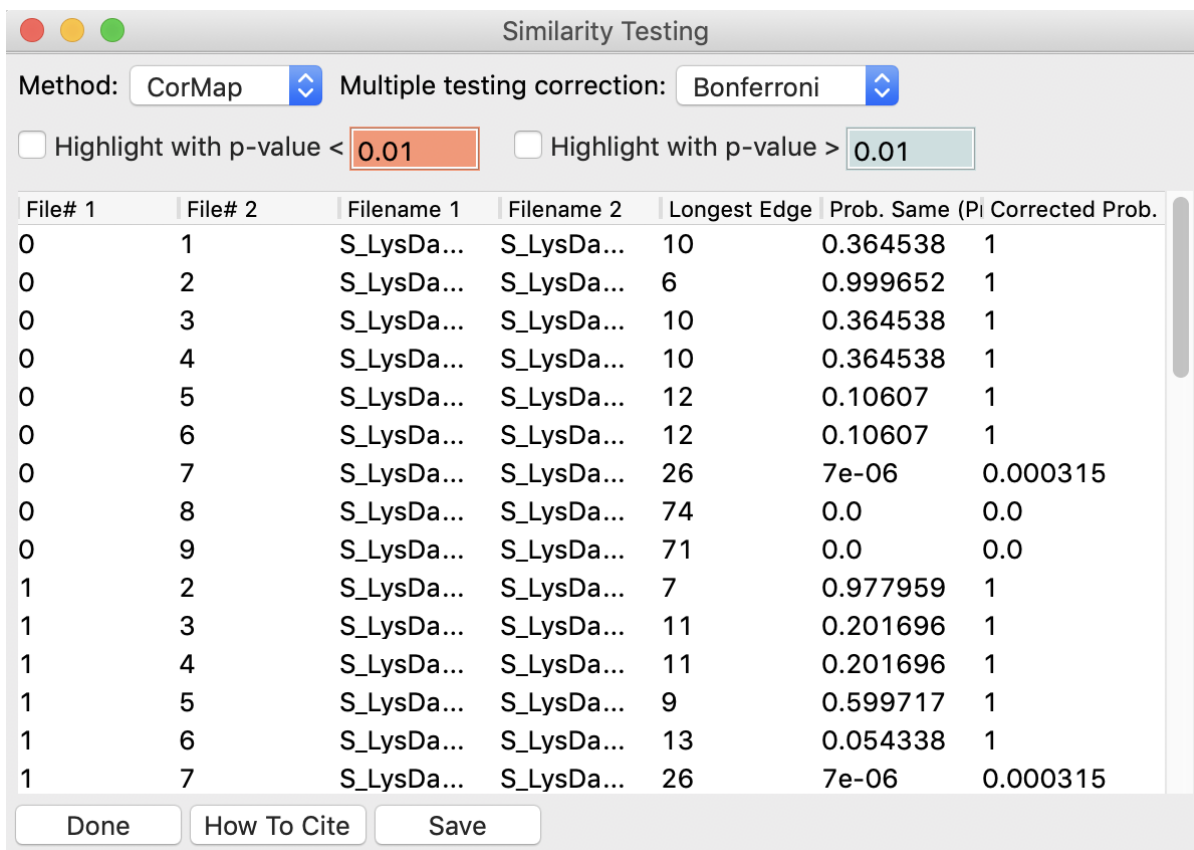 Similarity Testing
Method: CorMap Multiple testing correction: Bonferroni
Highlight with p-value < 0.01 Highlight with p-value > 0.01
File# 1 File# 2 Filename 1 Filename 2 Longest Edge Prob. Same (Pr Corrected Prob.
0 1 S_LysDa... S_LysDa... 10 0.364538 1
0 2 S_LysDa... S_LysDa... 6 0.999652 1
0 3 S_LysDa... S_LysDa... 10 0.364538 1
0 4 S_LysDa... S_LysDa... 10 0.364538 1
0 5 S_LysDa... S_LysDa... 12 0.10607 1
0 6 S_LysDa... S_LysDa... 12 0.10607 1
0 7 S_LysDa... S_LysDa... 26 7e-06 0.000315
0 8 S_LysDa... S_LysDa... 74 0.0 0.0
0 9 S_LysDa... S_LysDa... 71 0.0 0.0
1 2 S_LysDa... S_LysDa... 7 0.977959 1
1 3 S_LysDa... S_LysDa... 11 0.201696 1
1 4 S_LysDa... S_LysDa... 11 0.201696 1
1 5 S_LysDa... S_LysDa... 9 0.599717 1
1 6 S_LysDa... S_LysDa... 13 0.054338 1
1 7 S_LysDa... S_LysDa... 26 7e-06 0.000315
Done How To Cite Save